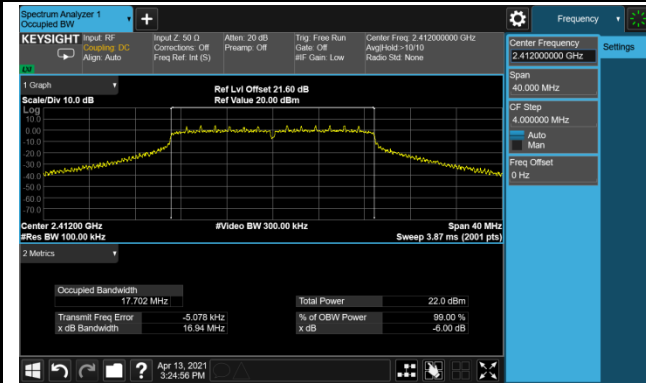 Spectrum Analyzer 1
Occupied BW
+
Frequency
KEYSIGHT
Input: RF
Coupling: DC
Align: Auto
Input Z: 50 Ω
Corrections: Off
Freq Ref: Int (S)
Atten: 20 dB
Preamp: Off
Trig: Free Run
Gate: Off
#IF Gain: Low
Center Freq: 2.412000000 GHz
Avg|Hold:>10/10
Radio Std: None
Center Frequency
2.412000000 GHz
Settings
Span
40.000 MHz
CF Step
4.000000 MHz
Auto
Man
Freq Offset
0 Hz
1 Graph
Scale/Div 10.0 dB
Ref Lvl Offset 21.60 dB
Ref Value 20.00 dBm
Log
10.0
0.00
-10.0
-20.0
-30.0
-40.0
-50.0
-60.0
-70.0
Center 2.41200 GHz
#Res BW 100.00 kHz
#Video BW 300.00 kHz
Span 40 MHz
Sweep 3.87 ms (2001 pts)
2 Metrics
Occupied Bandwidth
17.702 MHz
Total Power 22.0 dBm
Transmit Freq Error -5.078 kHz
% of OBW Power 99.00 %
x dB Bandwidth 16.94 MHz
x dB -6.00 dB
?
Apr 13, 2021
3:24:56 PM